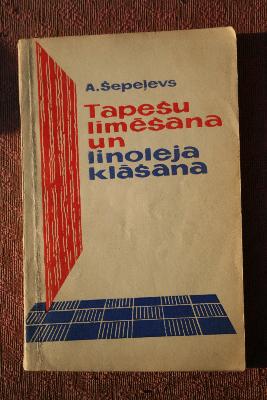 A. Šepeļevs
Tapešu
līmēšana
un
linoleja
klāšana